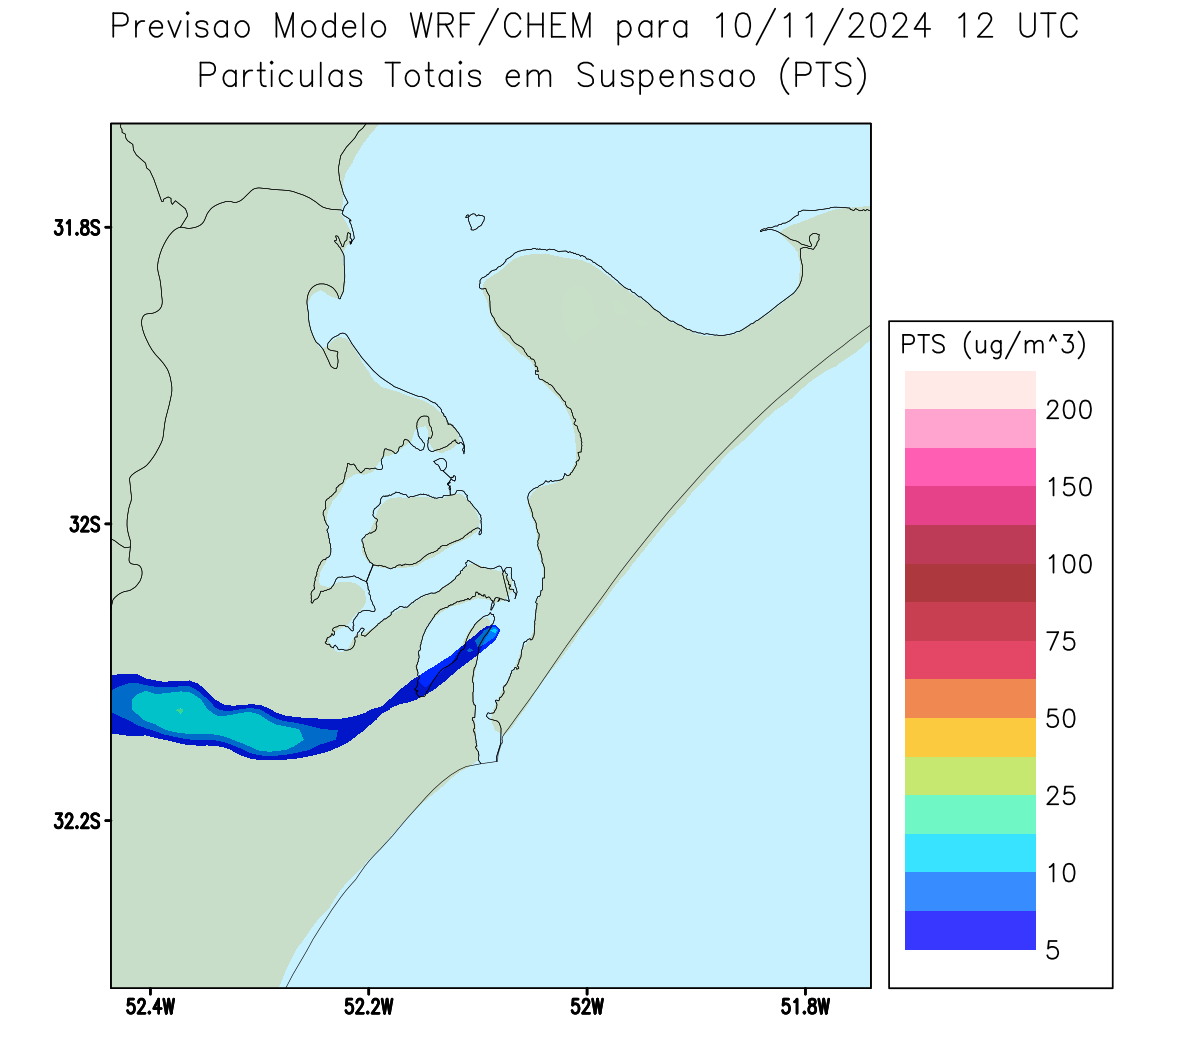 Previsao Modelo WRF/CHEM para 10/11/2024 12 UTC
Particulas Totais em Suspensao (PTS)
31.8S
32S
32.2S
52.4W
52.2W
52W
51.8W
PTS (ug/m^3)
200
150
100
75
50
25
10
5